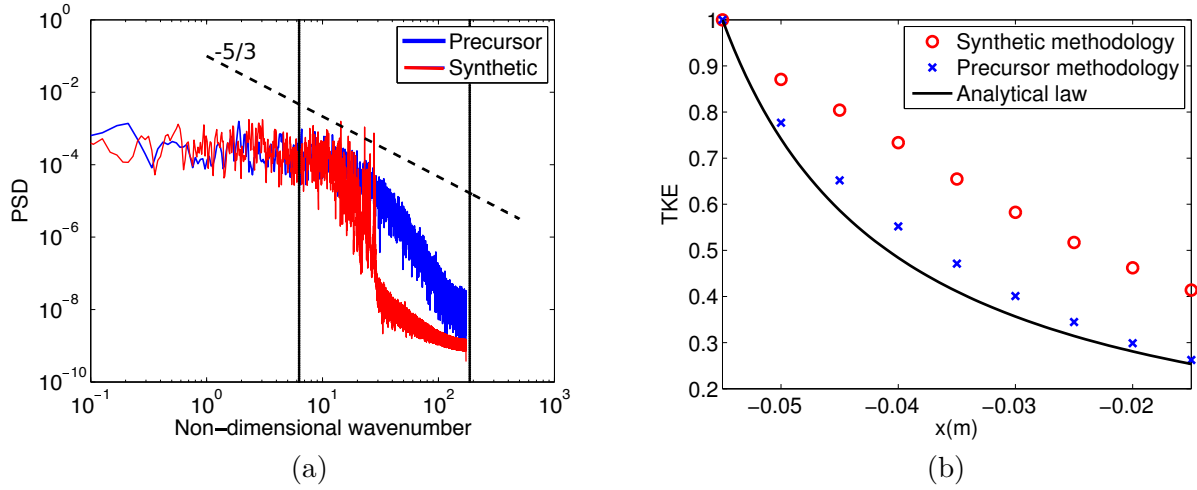 10^0
10^-2
10^-4
10^-6
10^-8
10^-10
PSD
-5/3
Precursor
Synthetic
10^-1
10^0
10^1
10^2
10^3
Non-dimensional wavenumber
(a)
1
0.9
0.8
0.7
0.6
0.5
0.4
0.3
0.2
TKE
Synthetic methodology
Precursor methodology
Analytical law
-0.05
-0.04
-0.03
-0.02
x(m)
(b)